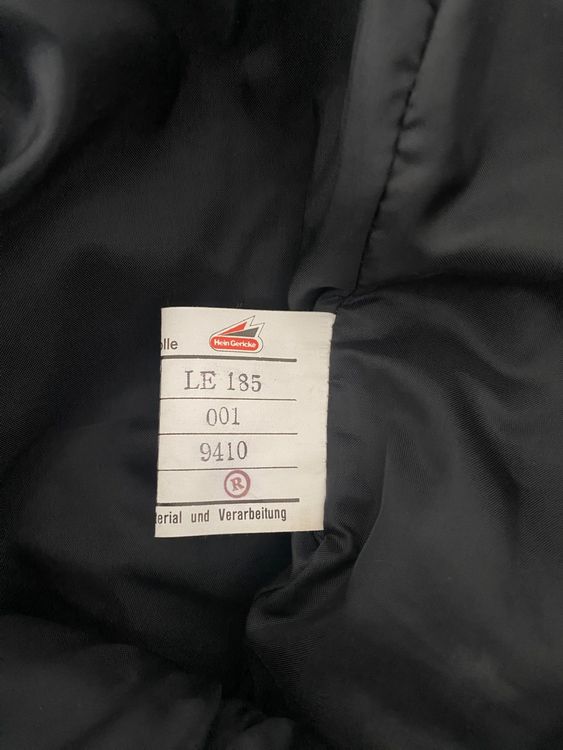 olle
Hein Gericke
LE 185
001
9410
R
terial und Verarbeitung